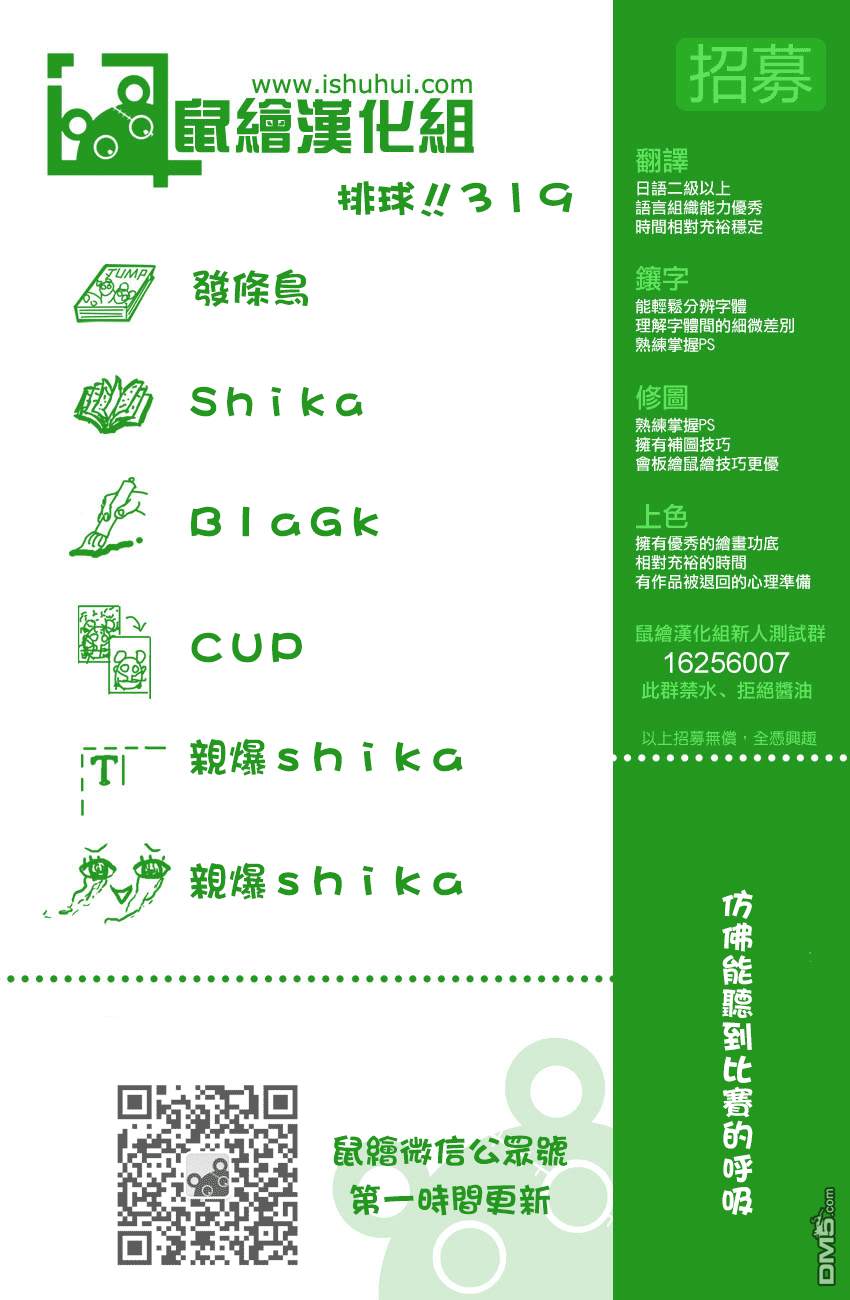 www.ishuhui.com
鼠繪漢化組
排球!!319
JUMP
發條鳥
Shika
BlaGk
CUP
T
親爆shika
親爆shika
鼠繪微信公眾號
第一時間更新
招募
翻譯
日語二級以上
語言組織能力優秀
時間相對充裕穩定
鑲字
能輕鬆分辨字體
理解字體間的細微差別
熟練掌握PS
修圖
熟練掌握PS
擁有補圖技巧
會板繪鼠繪技巧更優
上色
擁有優秀的繪畫功底
相對充裕的時間
有作品被退回的心理準備
鼠繪漢化組新人測試群
16256007
此群禁水、拒絕醬油
以上招募無償，全憑興趣
仿佛能聽到比賽的呼吸
DM5.com